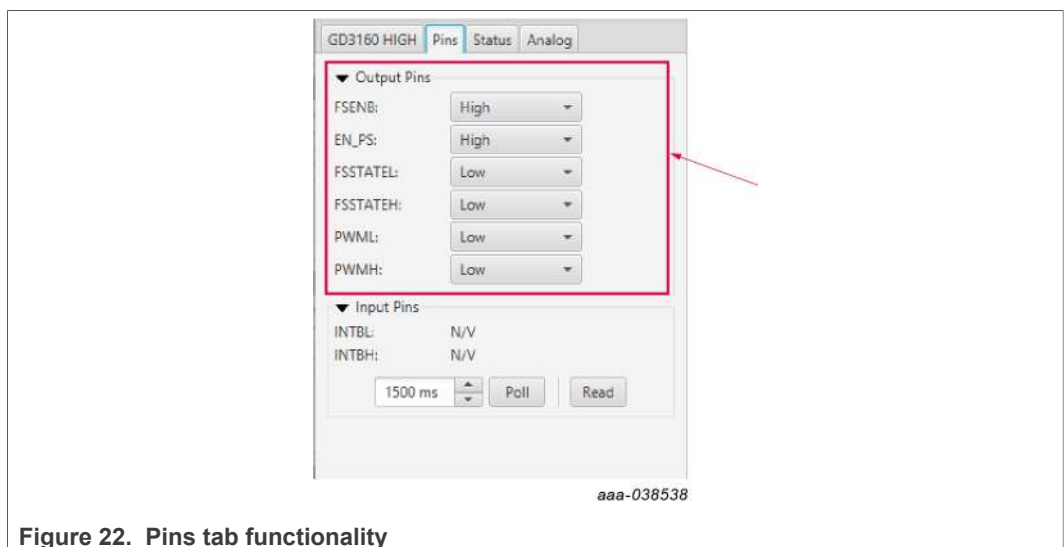 GD3160 HIGH Pins Status Analog
Output Pins
FSENB: High
EN_PS: High
FSSTATEL: Low
FSSTATEH: Low
PWML: Low
PWMH: Low
Input Pins
INTBL: N/V
INTBH: N/V
1500 ms Poll Read
aaa-038538
Figure 22. Pins tab functionality